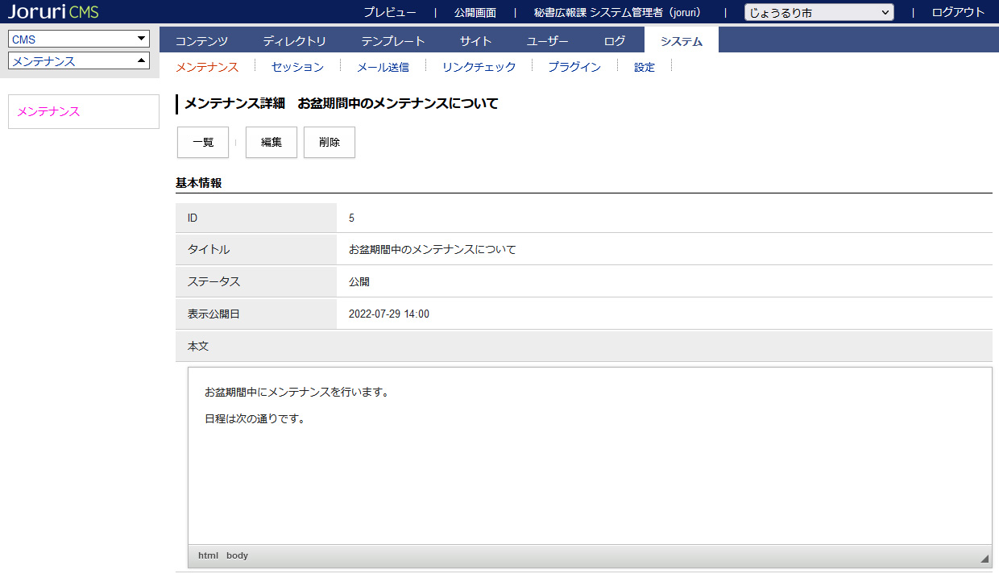 Joruri CMS
プレビュー | 公開画面 | 秘書広報課 システム管理者（joruri） | じょうるり市 | ログアウト
CMS
メンテナンス
コンテンツ ディレクトリ テンプレート サイト ユーザー ログ システム
メンテナンス セッション メール送信 リンクチェック プラグイン 設定
メンテナンス
メンテナンス詳細　お盆期間中のメンテナンスについて
一覧 編集 削除
基本情報
ID 5
タイトル お盆期間中のメンテナンスについて
ステータス 公開
表示公開日 2022-07-29 14:00
本文
お盆期間中にメンテナンスを行います。
日程は次の通りです。
html body